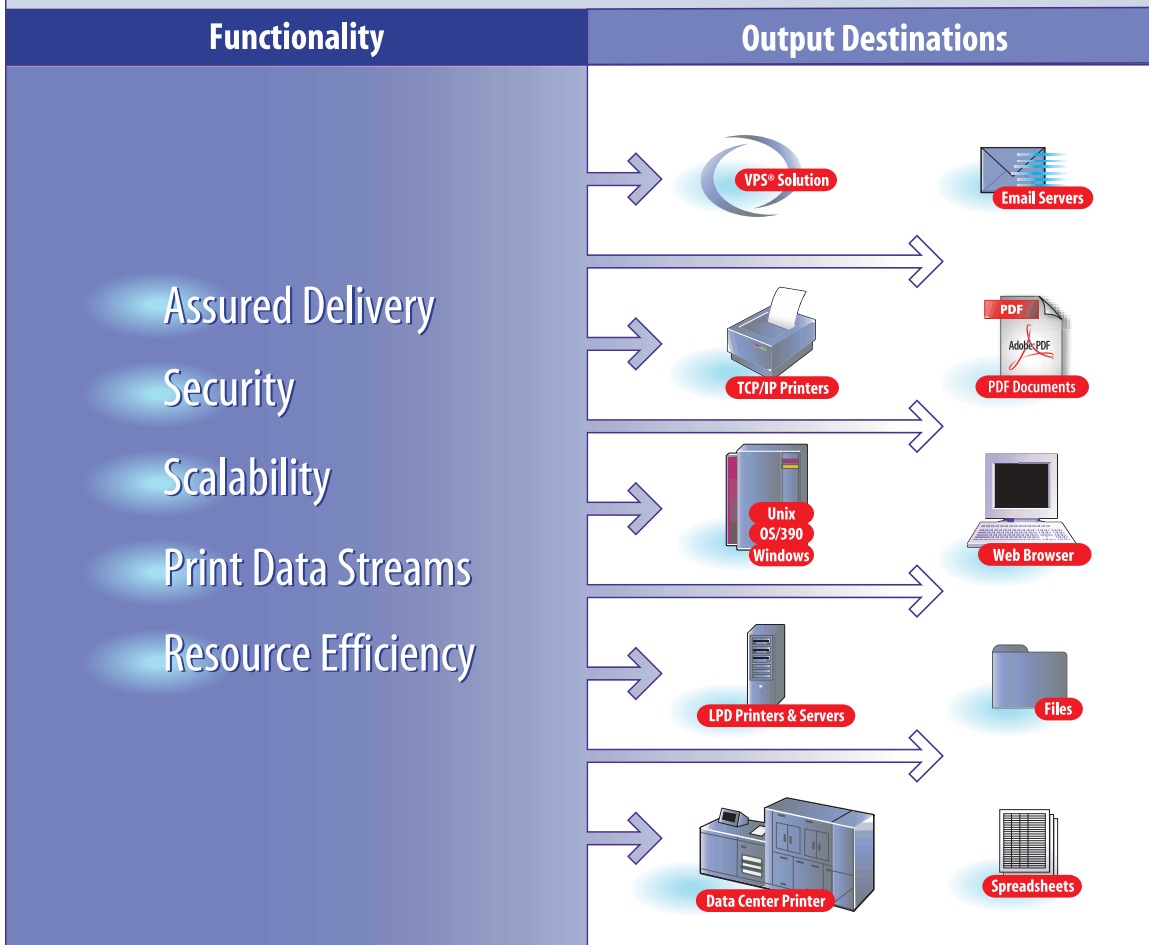 Functionality
Output Destinations
Assured Delivery
Security
Scalability
Print Data Streams
Resource Efficiency
VPS® Solution
Email Servers
TCP/IP Printers
PDF
Adobe PDF
PDF Documents
Unix
OS/390
Windows
Web Browser
LPD Printers & Servers
Files
Data Center Printer
Spreadsheets